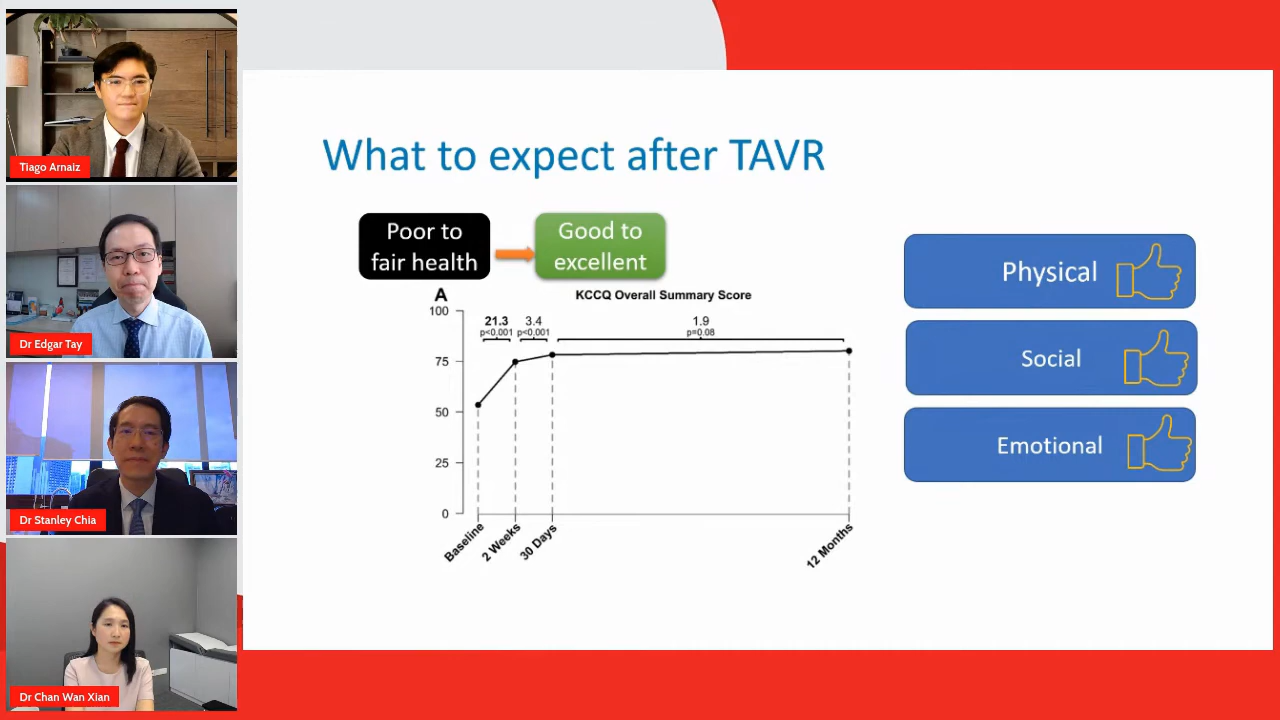 Tiago Arnaiz
Dr Edgar Tay
Dr Stanley Chia
Dr Chan Wan Xian
What to expect after TAVR
Poor to
fair health
Good to
excellent
A
KCCQ Overall Summary Score
100
75
50
25
0
21.3
p<0.001
3.4
p<0.001
1.9
p=0.08
Baseline
2 Weeks
30 Days
12 Months
Physical
Social
Emotional